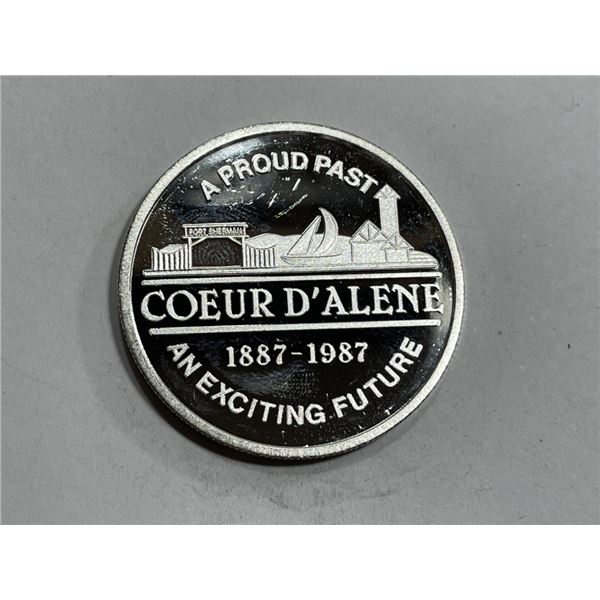 A PROUD PAST
FORT SHERMAN
COEUR D'ALENE
1887-1987
AN EXCITING FUTURE